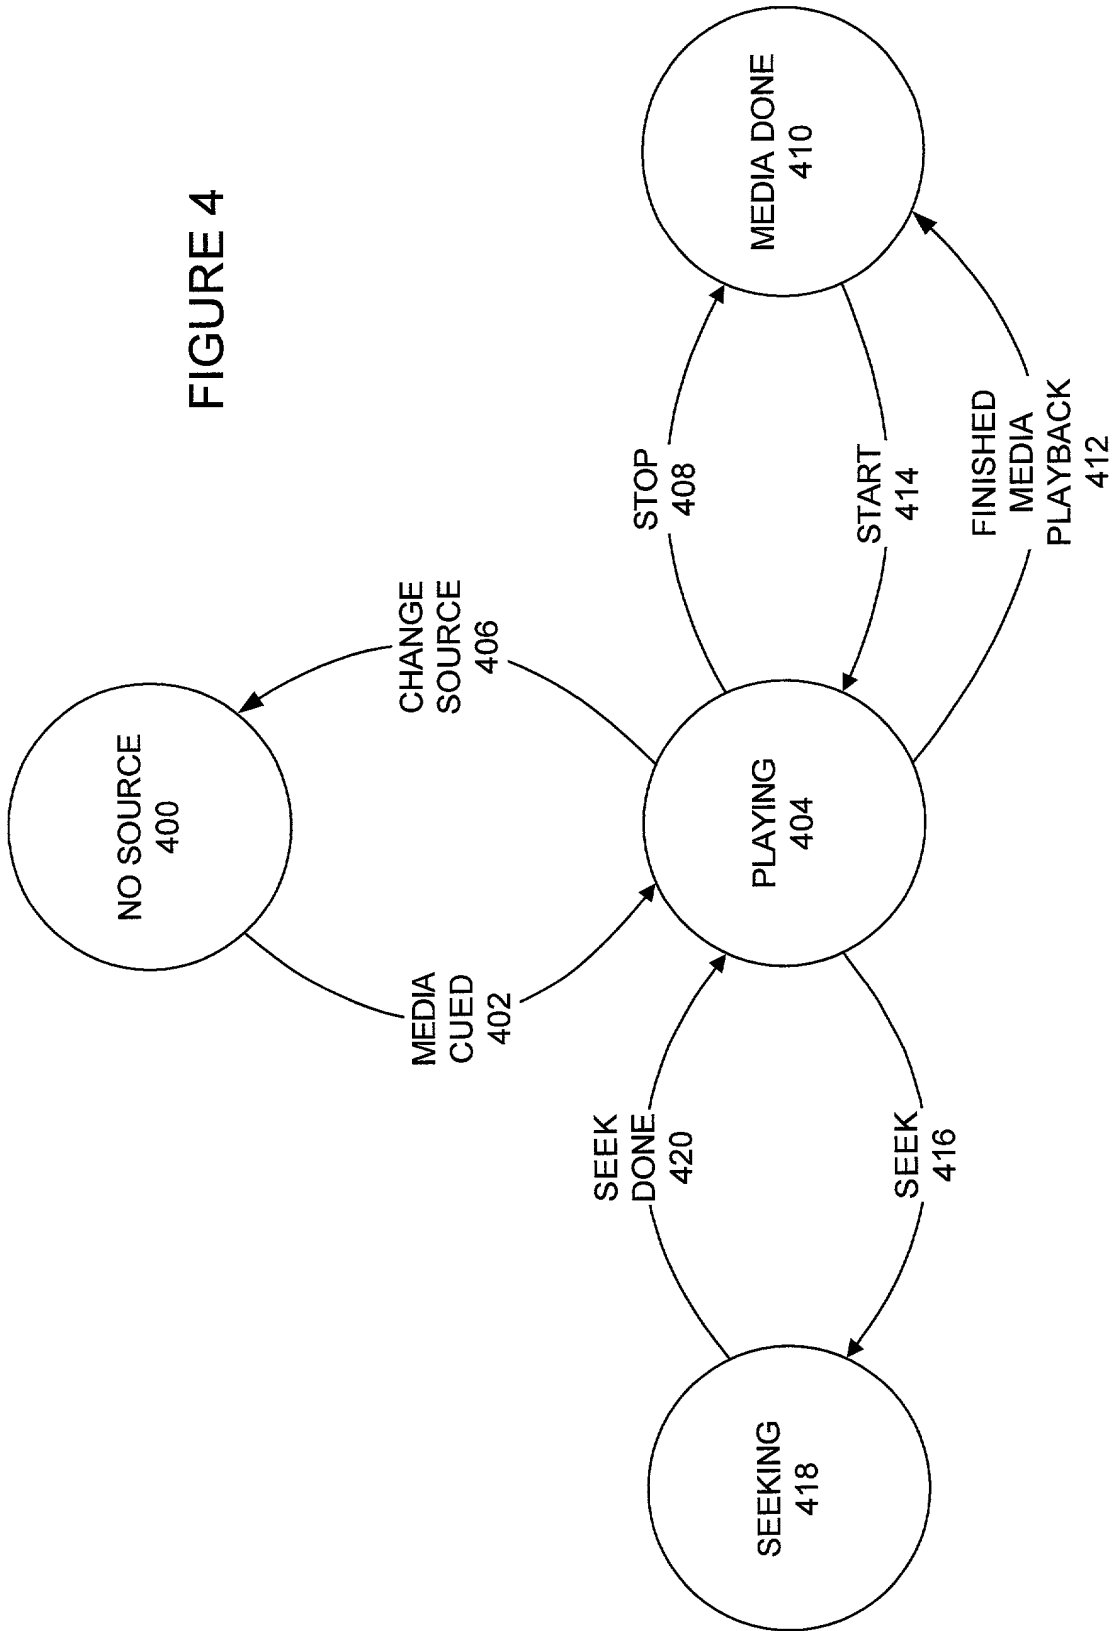 FIGURE 4
NO SOURCE
400
MEDIA
CUED
402
CHANGE
SOURCE
406
SEEK
DONE
420
STOP
408
SEEKING
418
PLAYING
404
MEDIA DONE
410
SEEK
416
START
414
FINISHED
MEDIA
PLAYBACK
412